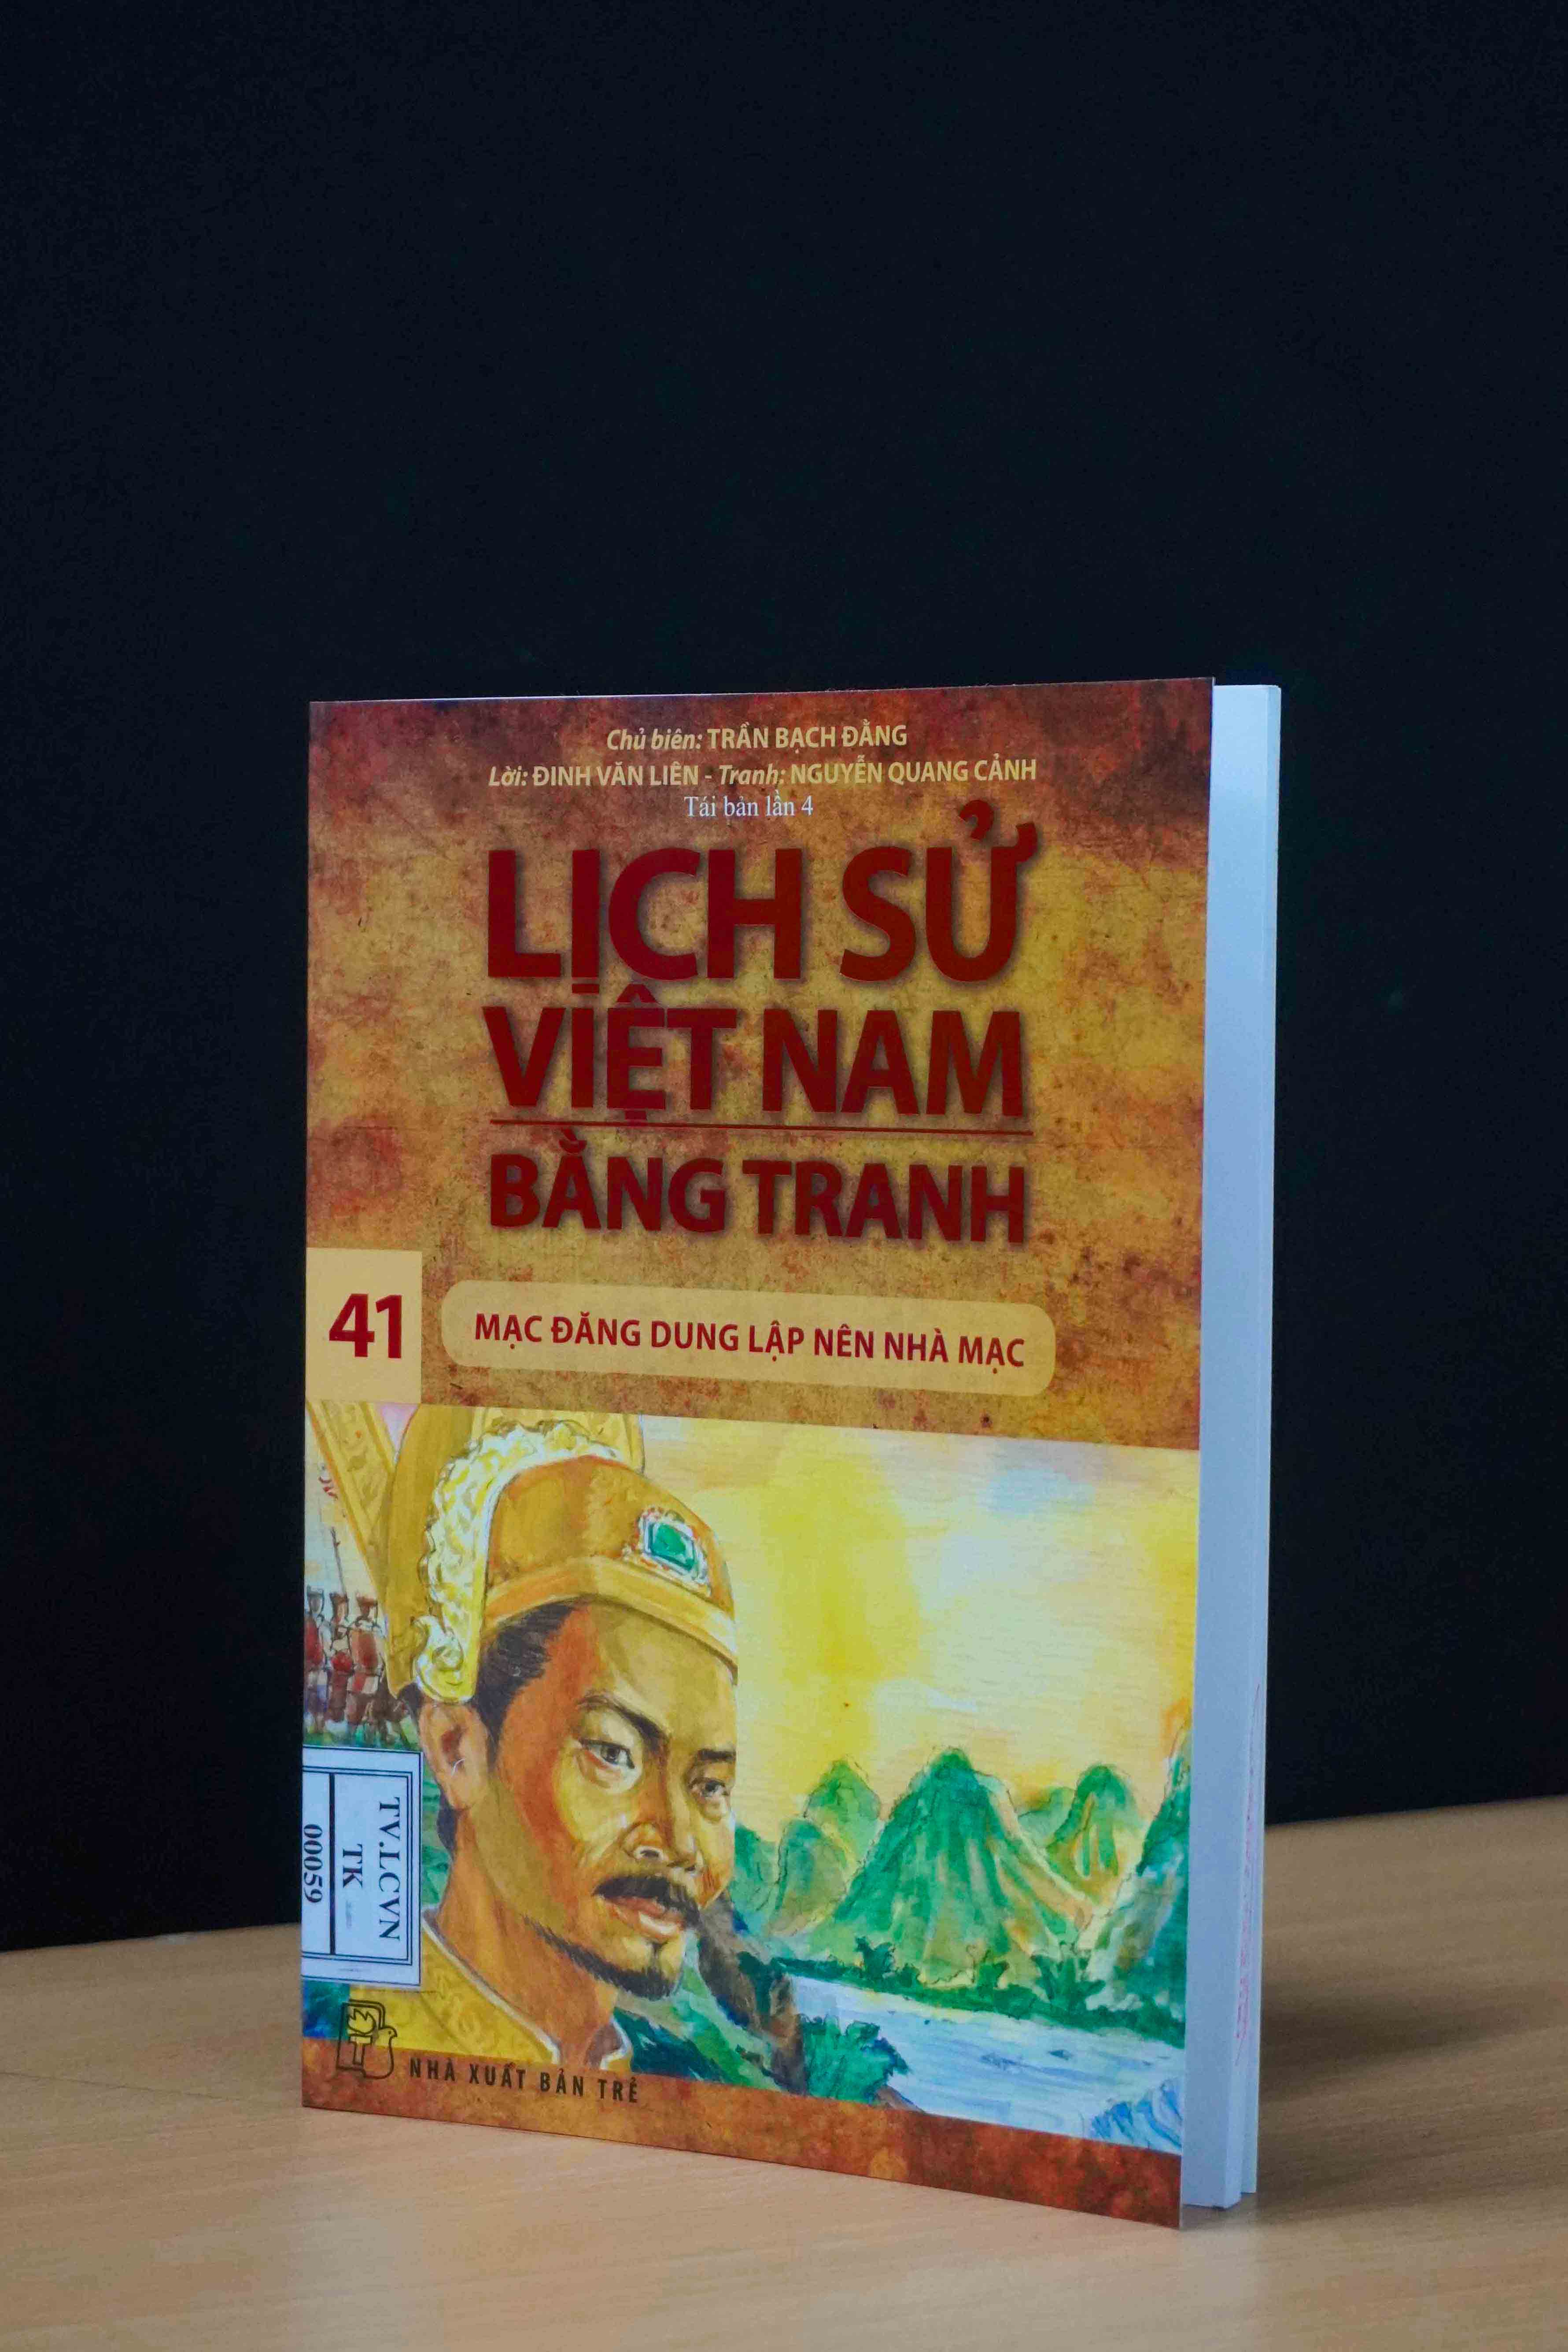 Chủ biên: TRẦN BẠCH ĐẰNG
Lời: ĐINH VĂN LIÊN - Tranh: NGUYỄN QUANG CẢNH
Tái bản lần 4
LỊCH SỬ
VIỆT NAM
BẰNG TRANH
41
MẠC ĐĂNG DUNG LẬP NÊN NHÀ MẠC
TV.LCVN
TK
00059
NHÀ XUẤT BẢN TRẺ